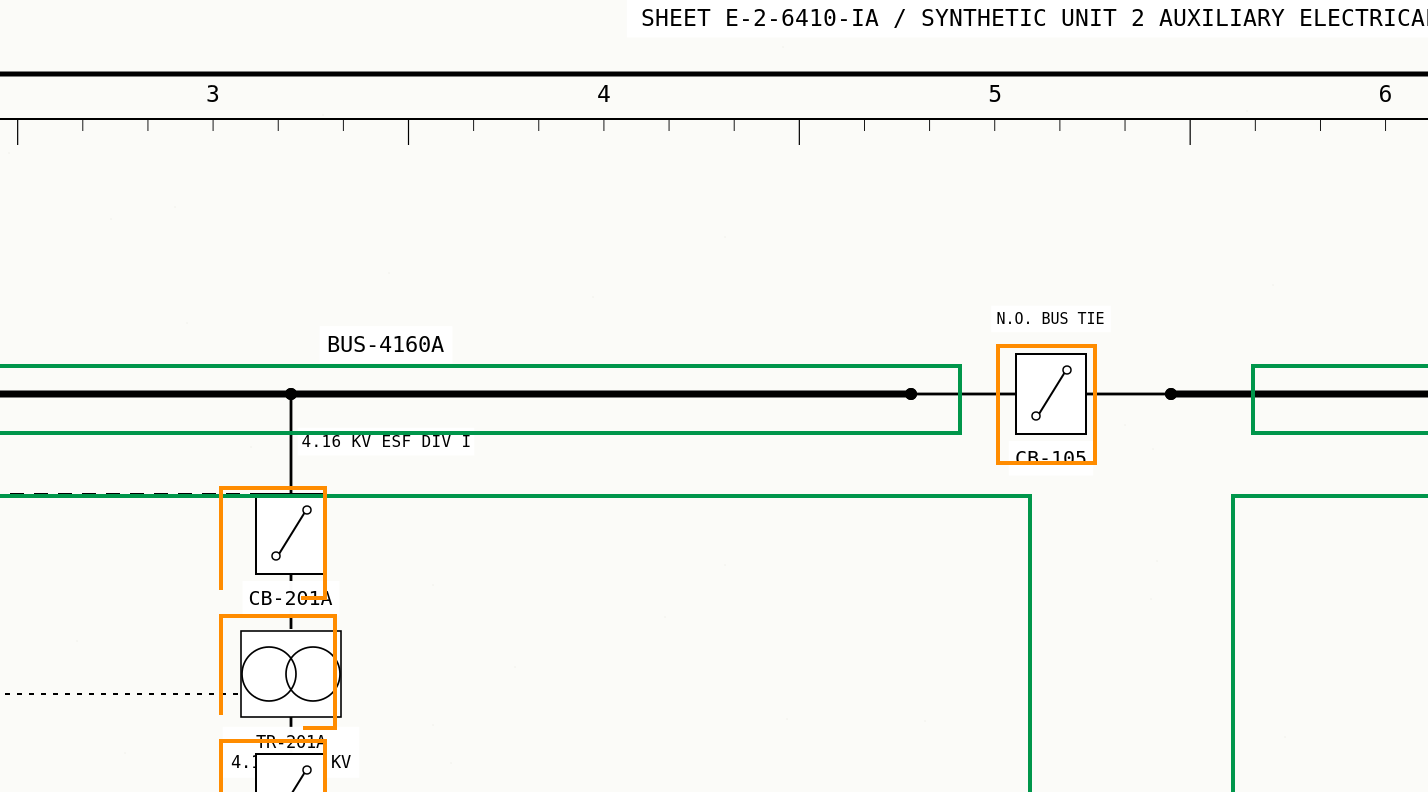 SHEET E-2-6410-IA / SYNTHETIC UNIT 2 AUXILIARY
3 4 5 6
N.O. BUS TIE
BUS-4160A
4.16 KV ESF DIV I
CB-105
CB-201A
TR-201A
KV